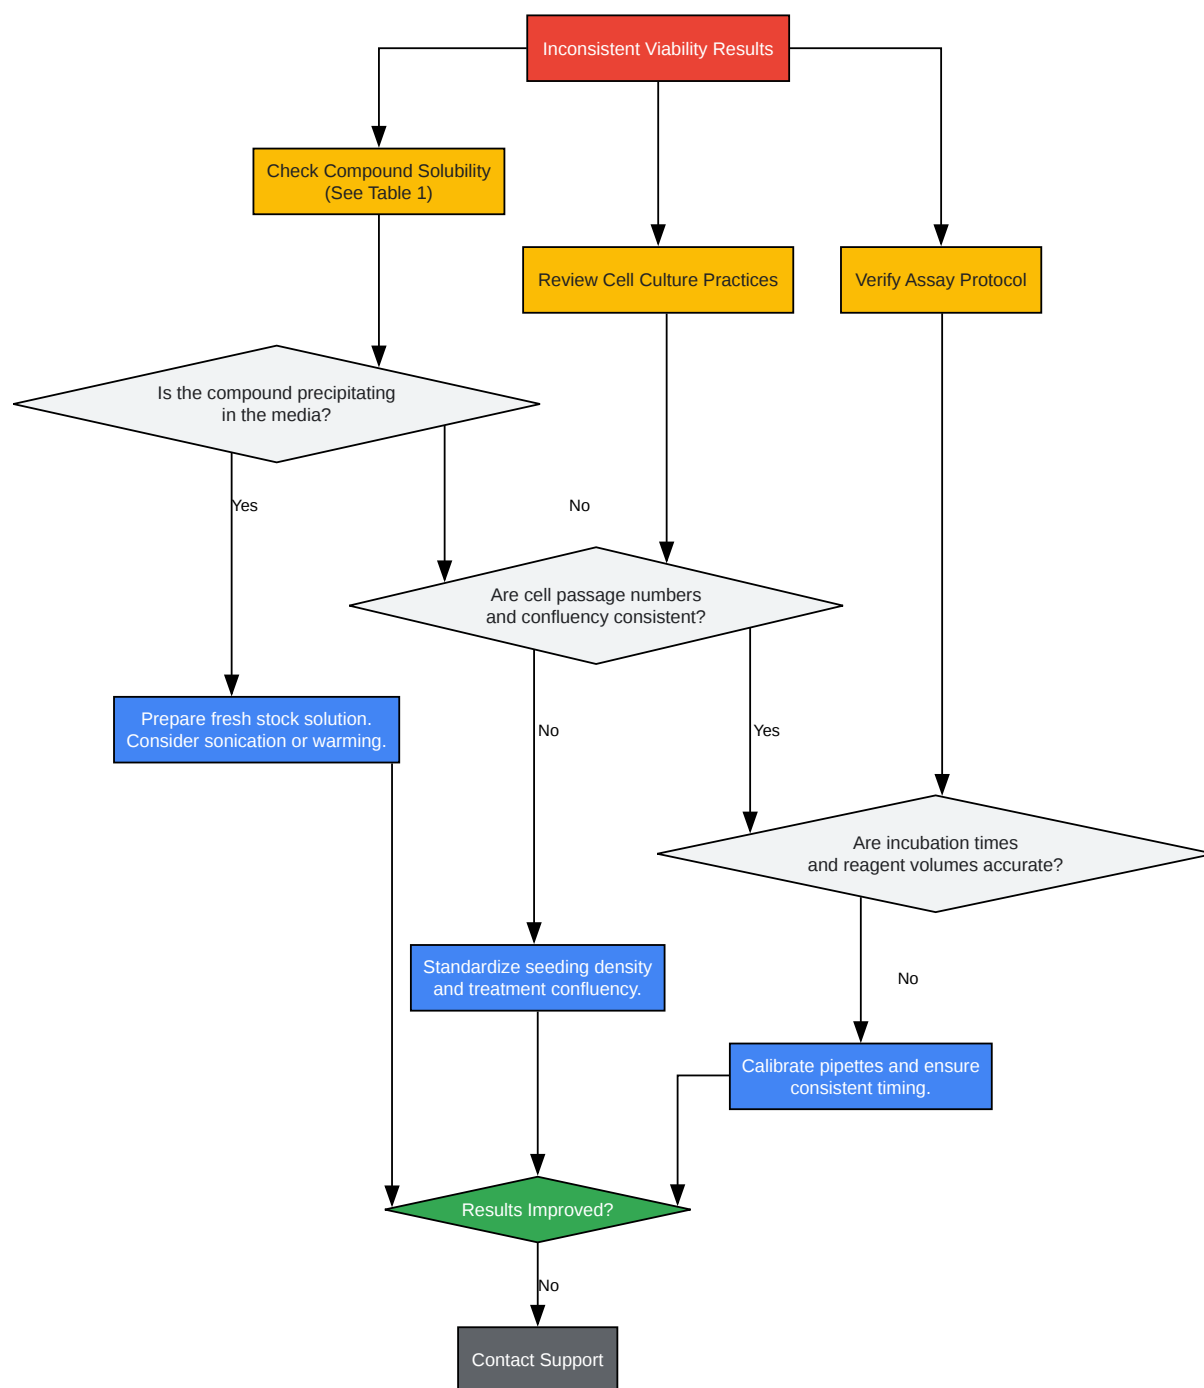 Inconsistent Viability Results
Check Compound Solubility
(See Table 1)
Review Cell Culture Practices
Verify Assay Protocol
Is the compound precipitating
in the media?
Yes
No
Are cell passage numbers
and confluency consistent?
Prepare fresh stock solution.
Consider sonication or warming.
No
Yes
Are incubation times
and reagent volumes accurate?
Standardize seeding density
and treatment confluency.
No
Calibrate pipettes and ensure
consistent timing.
Results Improved?
No
Contact Support